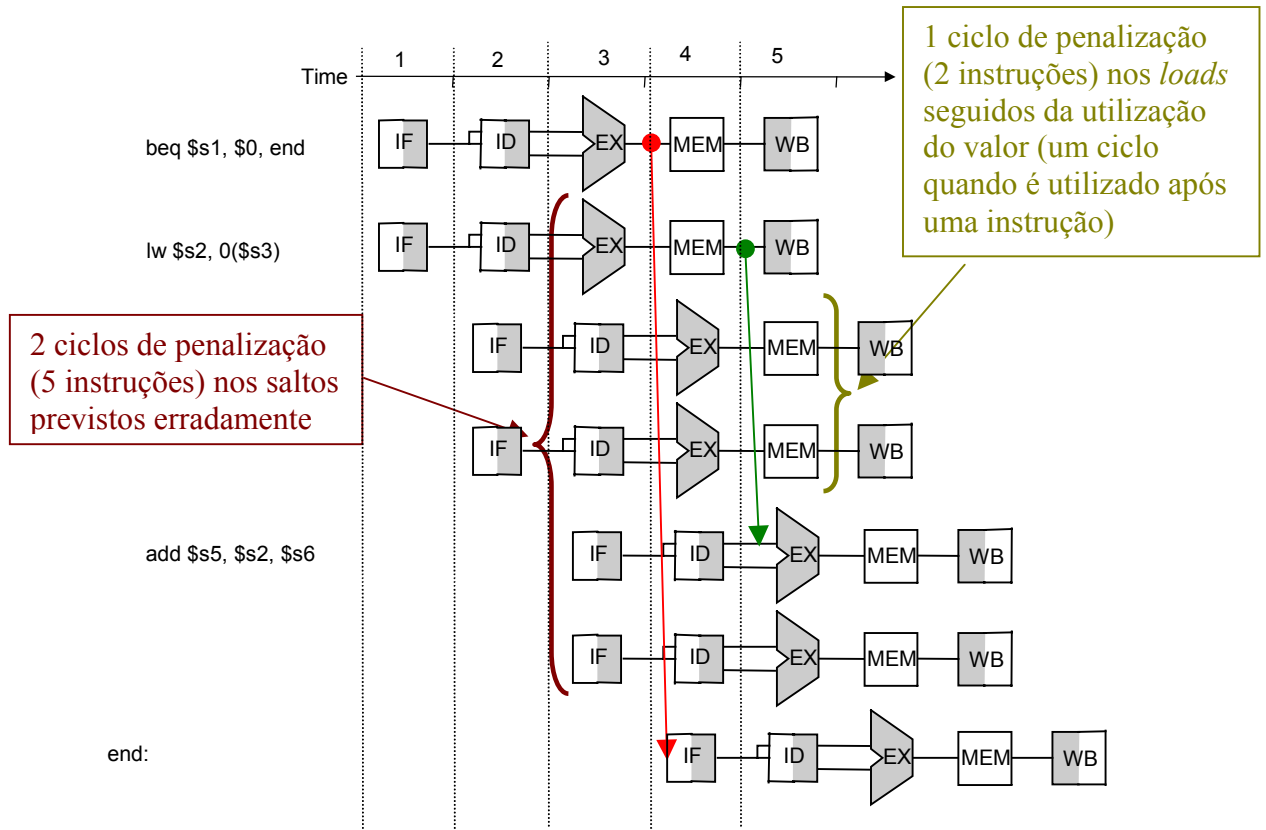 1 ciclo de penalização
(2 instruções) nos loads
seguidos da utilização
do valor (um ciclo
quando é utilizado após
uma instrução)
Time 1 2 3 4 5
beq $s1, $0, end IF ID EX MEM WB
lw $s2, 0($s3) IF ID EX MEM WB
2 ciclos de penalização
(5 instruções) nos saltos
previstos erradamente
IF ID EX MEM WB
IF ID EX MEM WB
add $s5, $s2, $s6 IF ID EX MEM WB
IF ID EX MEM WB
end: IF ID EX MEM WB